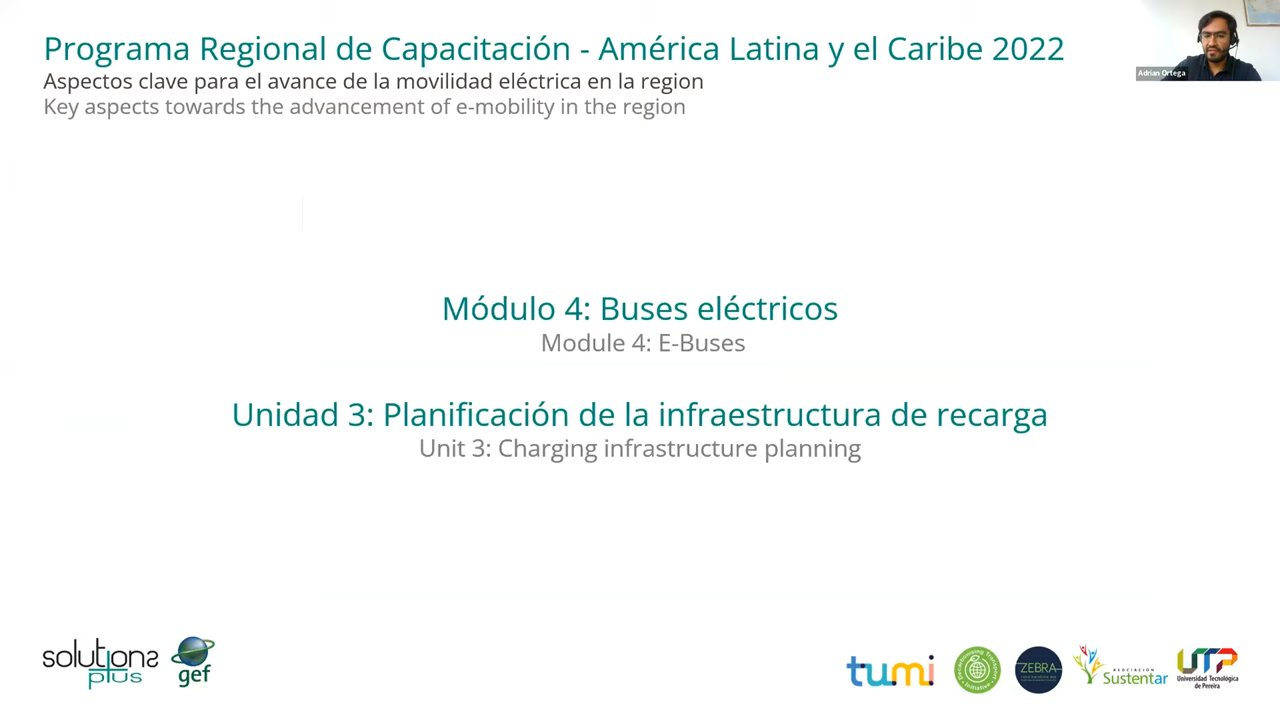 Programa Regional de Capacitación - América Latina y el Caribe 2022
Aspectos clave para el avance de la movilidad eléctrica en la region
Key aspects towards the advancement of e-mobility in the region
Adrian Ortega
Módulo 4: Buses eléctricos
Module 4: E-Buses
Unidad 3: Planificación de la infraestructura de recarga
Unit 3: Charging infrastructure planning
solutions
plus
gef
tumi
ZEBRA
ASOCIACIÓN
Sustentar
UTP
Universidad Tecnológica
de Pereira